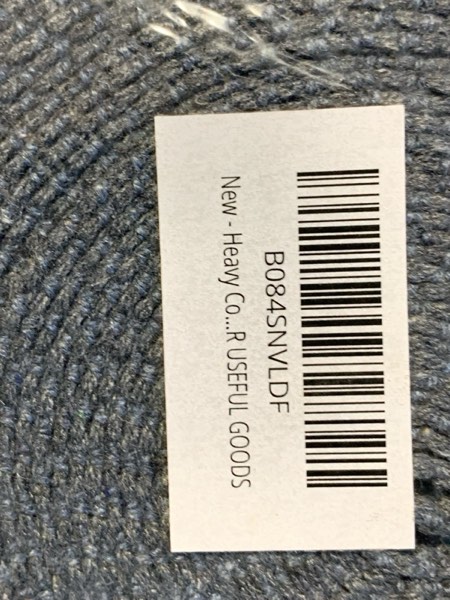 B084SNVLDF
New - Heavy Co...R USEFUL GOODS